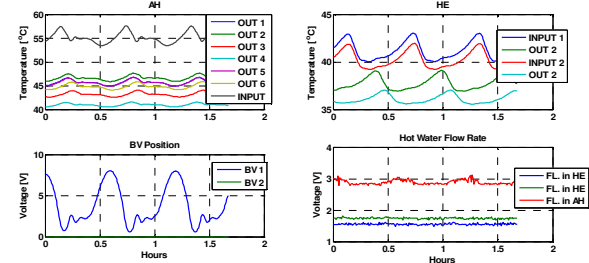 AH
Temperature [°C]
60
55
50
45
40
0 0.5 1 1.5 2
OUT 1
OUT 2
OUT 3
OUT 4
OUT 5
OUT 6
INPUT
HE
Temperature [°C]
45
40
35
0 0.5 1 1.5 2
INPUT 1
OUT 2
INPUT 2
OUT 2
BV Position
Voltage [V]
10
5
0
0 0.5 1 1.5 2
Hours
BV 1
BV 2
Hot Water Flow Rate
Voltage [V]
4
3
2
1
0 0.5 1 1.5 2
Hours
FL. in HE
FL. in HE
FL. in AH